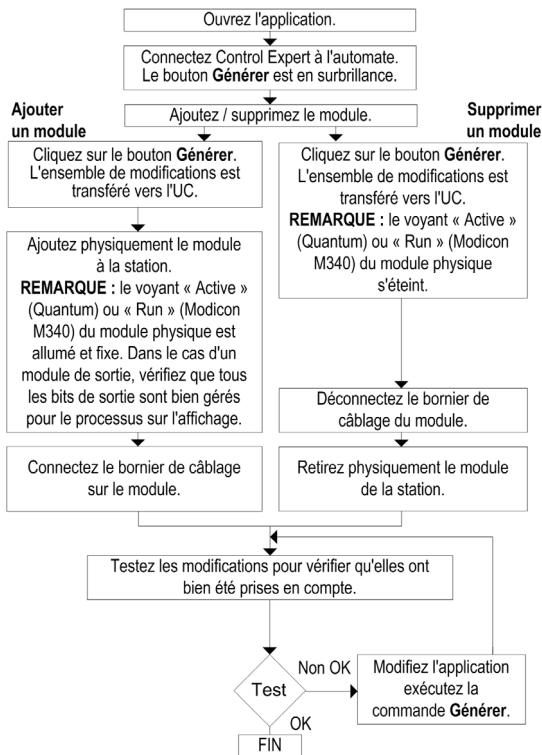 Ouvrez l'application.
Connectez Control Expert à l'automate.
Le bouton Générer est en surbrillance.
Ajoutez / supprimez le module.
Ajouter
un module
Cliquez sur le bouton Générer.
L'ensemble de modifications est
transféré vers l'UC.
Ajoutez physiquement le module
à la station.
REMARQUE : le voyant « Active »
(Quantum) ou « Run » (Modicon
M340) du module physique est
allumé et fixe. Dans le cas d'un
module de sortie, vérifiez que tous
les bits de sortie sont bien gérés
pour le processus sur l'affichage.
Connectez le bornier de câblage
sur le module.
Supprimer
un module
Cliquez sur le bouton Générer.
L'ensemble de modifications est
transféré vers l'UC.
REMARQUE : le voyant « Active »
(Quantum) ou « Run » (Modicon
M340) du module physique
s'éteint.
Déconnectez le bornier de
câblage du module.
Retirez physiquement le module
de la station.
Testez les modifications pour vérifier qu'elles ont
bien été prises en compte.
Test
Non OK
Modifiez l'application
exécutez la
commande Générer.
OK
FIN